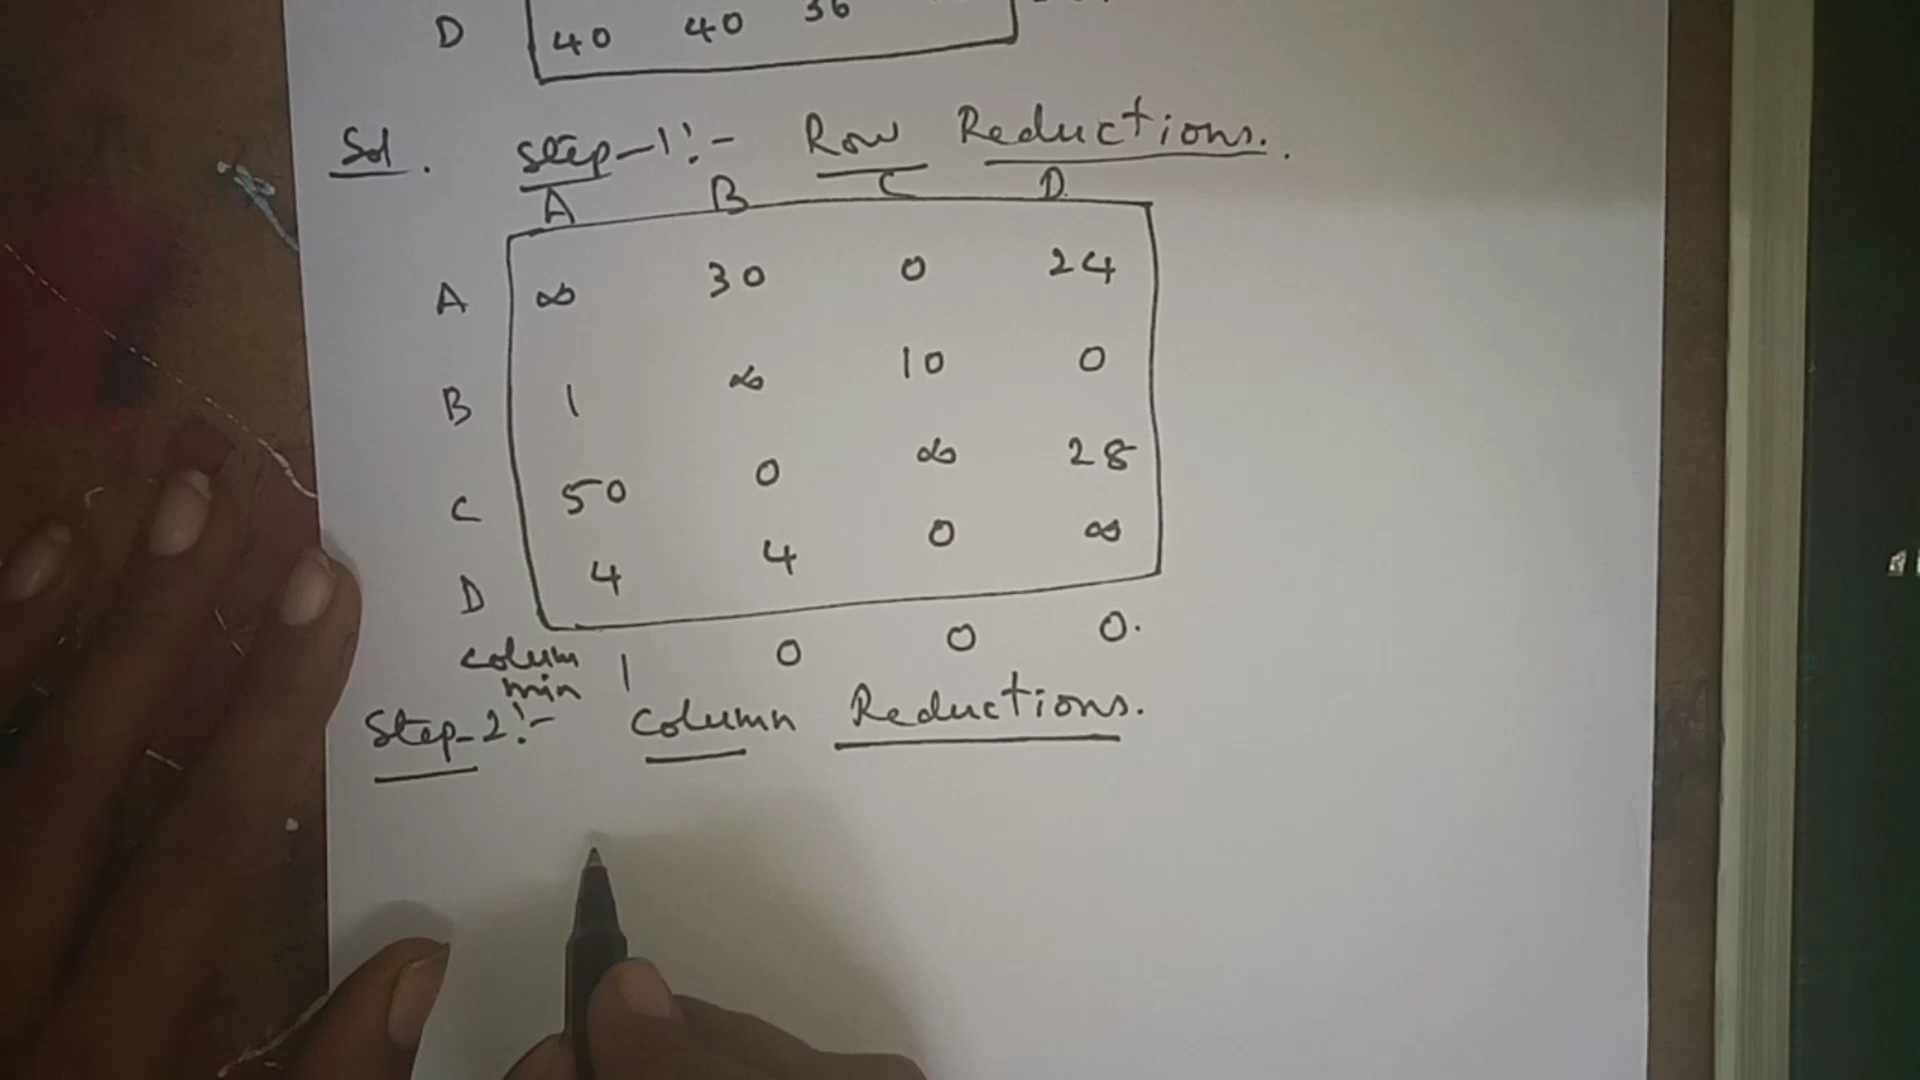 D 40 40 36
Sol. Step-1:- Row Reductions.
A B C D
A ∞ 30 0 24
B 1 ∞ 10 0
C 50 0 ∞ 28
D 4 4 0 ∞
colum min 1 0 0 0.
Step-2:- Column Reductions.